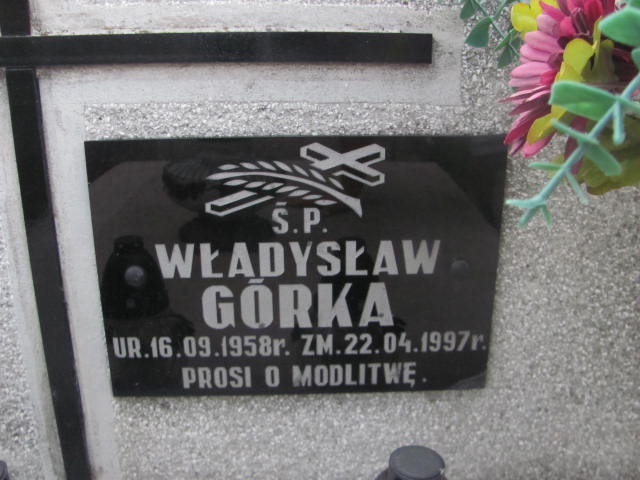 Ś.P.
WŁADYSŁAW
GÓRKA
UR.16.09.1958r. ZM.22.04.1997r.
PROSI O MODLITWĘ.